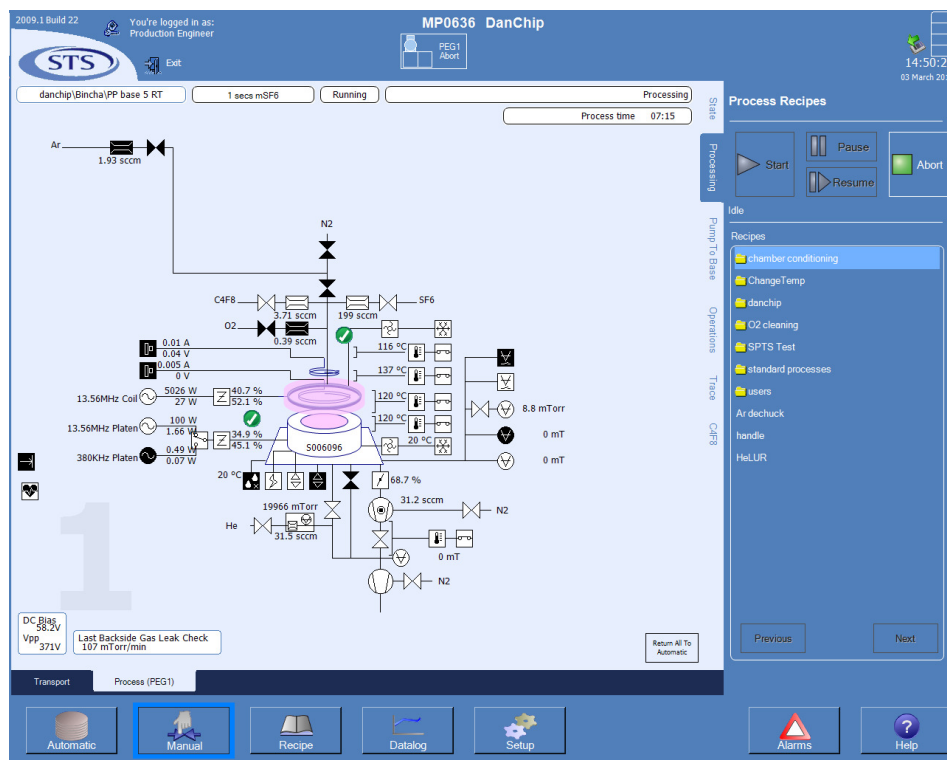 2009.1 Build 22
You're logged in as:
Production Engineer
MP0636 DanChip
PEG1
Abort
STS
Exit
14:50:2
03 March 20
danchip\Bincha\PP base 5 RT
1 secs mSF6
Running
Processing
Process time 07:15
State
Processing
Pump To Base
Operations
Trace
C4F8
Ar
1.93 sccm
N2
C4F8
3.71 sccm
199 sccm
SF6
O2
0.39 sccm
0.01 A
0.04 V
0.005 A
0 V
116 ºC
137 ºC
120 ºC
120 ºC
20 ºC
13.56MHz Coil
5026 W
27 W
Z
40.7 %
52.1 %
13.56MHz Platen
100 W
1.66 W
Z
34.9 %
45.1 %
380KHz Platen
0.49 W
0.07 W
S006096
8.8 mTorr
0 mT
0 mT
20 ºC
68.7 %
19966 mTorr
He
31.5 sccm
31.2 sccm
N2
0 mT
N2
1
DC Bias
58.2V
Vpp
371V
Last Backside Gas Leak Check
107 mTorr/min
Return All To
Automatic
Transport
Process (PEG1)
Process Recipes
Start
Pause
Resume
Abort
Idle
Recipes
chamber conditioning
ChangeTemp
danchip
O2 cleaning
SPTS Test
standard processes
users
Ar dechuck
handle
HeLUR
Previous
Next
Automatic
Manual
Recipe
Datalog
Setup
Alarms
?
Help